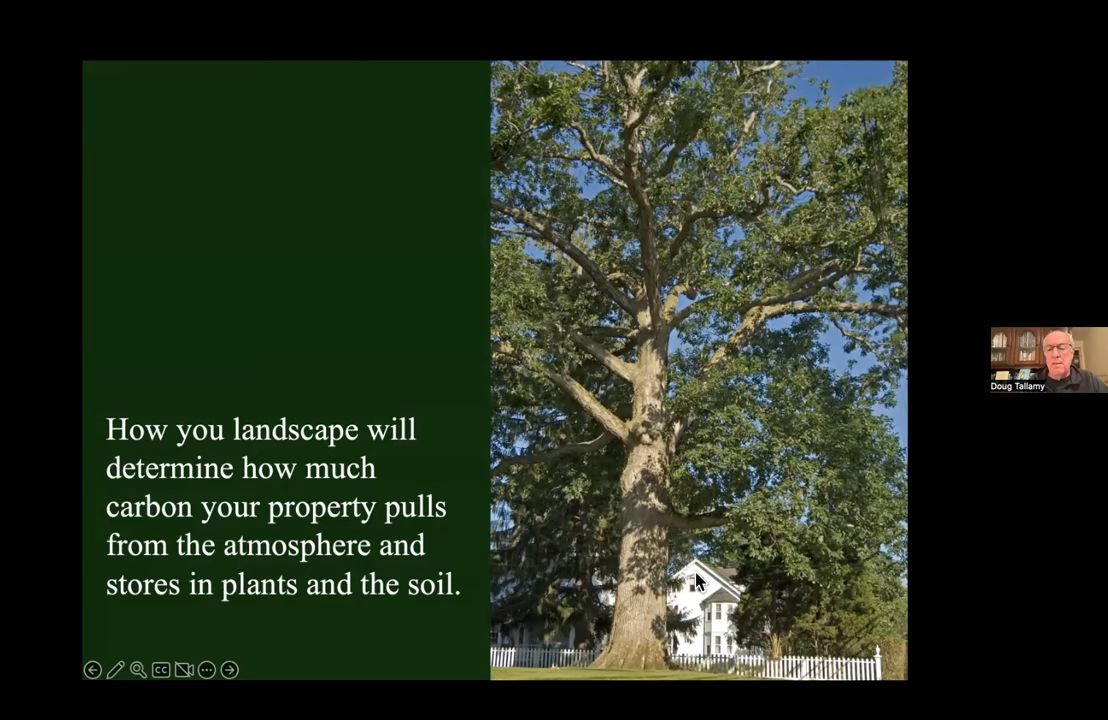 How you landscape will
determine how much
carbon your property pulls
from the atmosphere and
stores in plants and the soil.
CC
Doug Tallamy